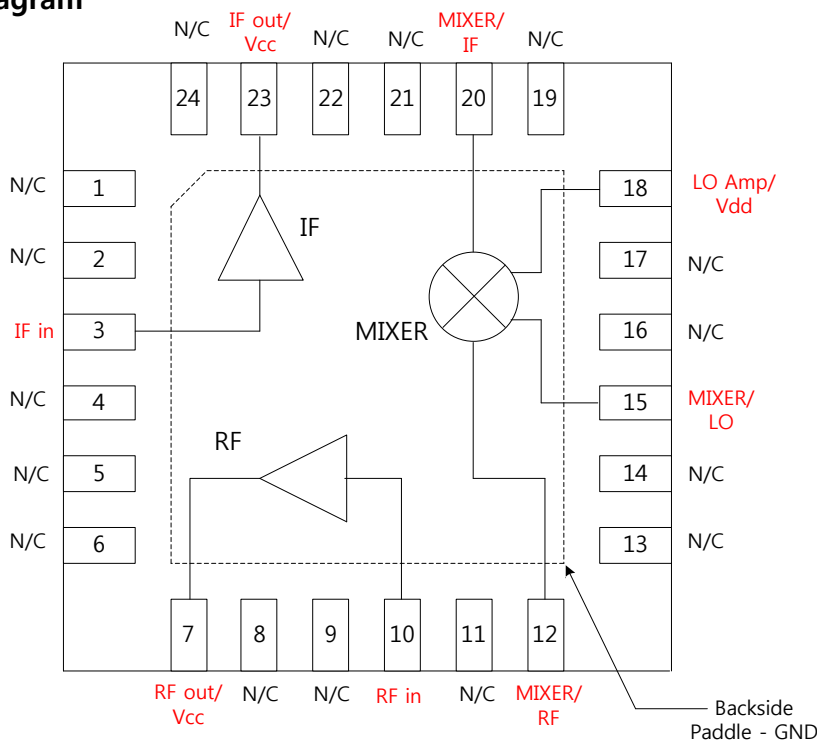 agram
N/C
IF out/
Vcc
N/C
N/C
MIXER/
IF
N/C
24
23
22
21
20
19
N/C
1
18
LO Amp/
Vdd
IF
N/C
2
17
N/C
IF in
3
MIXER
16
N/C
N/C
4
15
MIXER/
LO
RF
N/C
5
14
N/C
N/C
6
13
N/C
7
8
9
10
11
12
RF out/
Vcc
N/C
N/C
RF in
N/C
MIXER/
RF
Backside
Paddle - GND